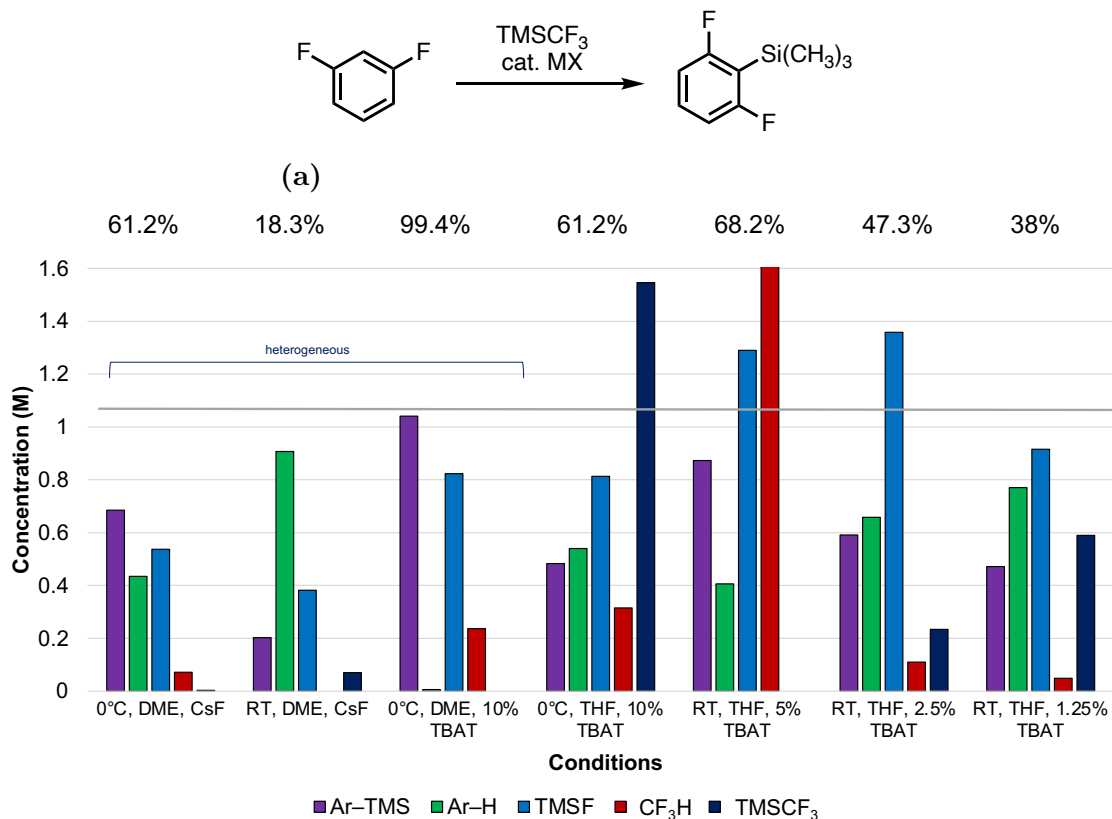 F
F
TMSCF₃
cat. MX
F
Si(CH₃)₃
F
(a)
61.2% 18.3% 99.4% 61.2% 68.2% 47.3% 38%
1.6
1.4
heterogeneous
1.2
1
0.8
0.6
0.4
0.2
0
Concentration (M)
0°C, DME, CsF
RT, DME, CsF
0°C, DME, 10%
TBAT
0°C, THF, 10%
TBAT
RT, THF, 5%
TBAT
RT, THF, 2.5%
TBAT
RT, THF, 1.25%
TBAT
Conditions
Ar–TMS Ar–H TMSF CF₃H TMSCF₃